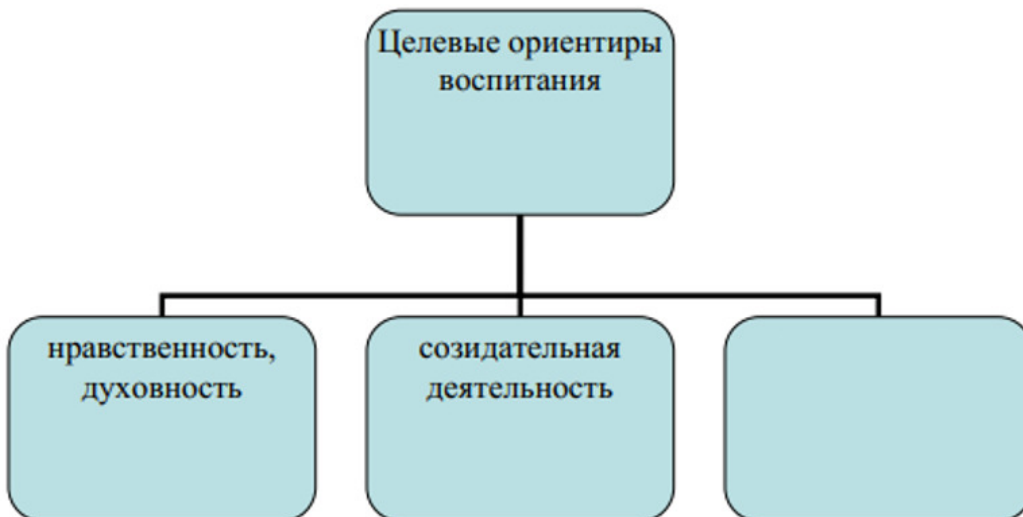 Целевые ориентиры
воспитания
нравственность,
духовность
созидательная
деятельность